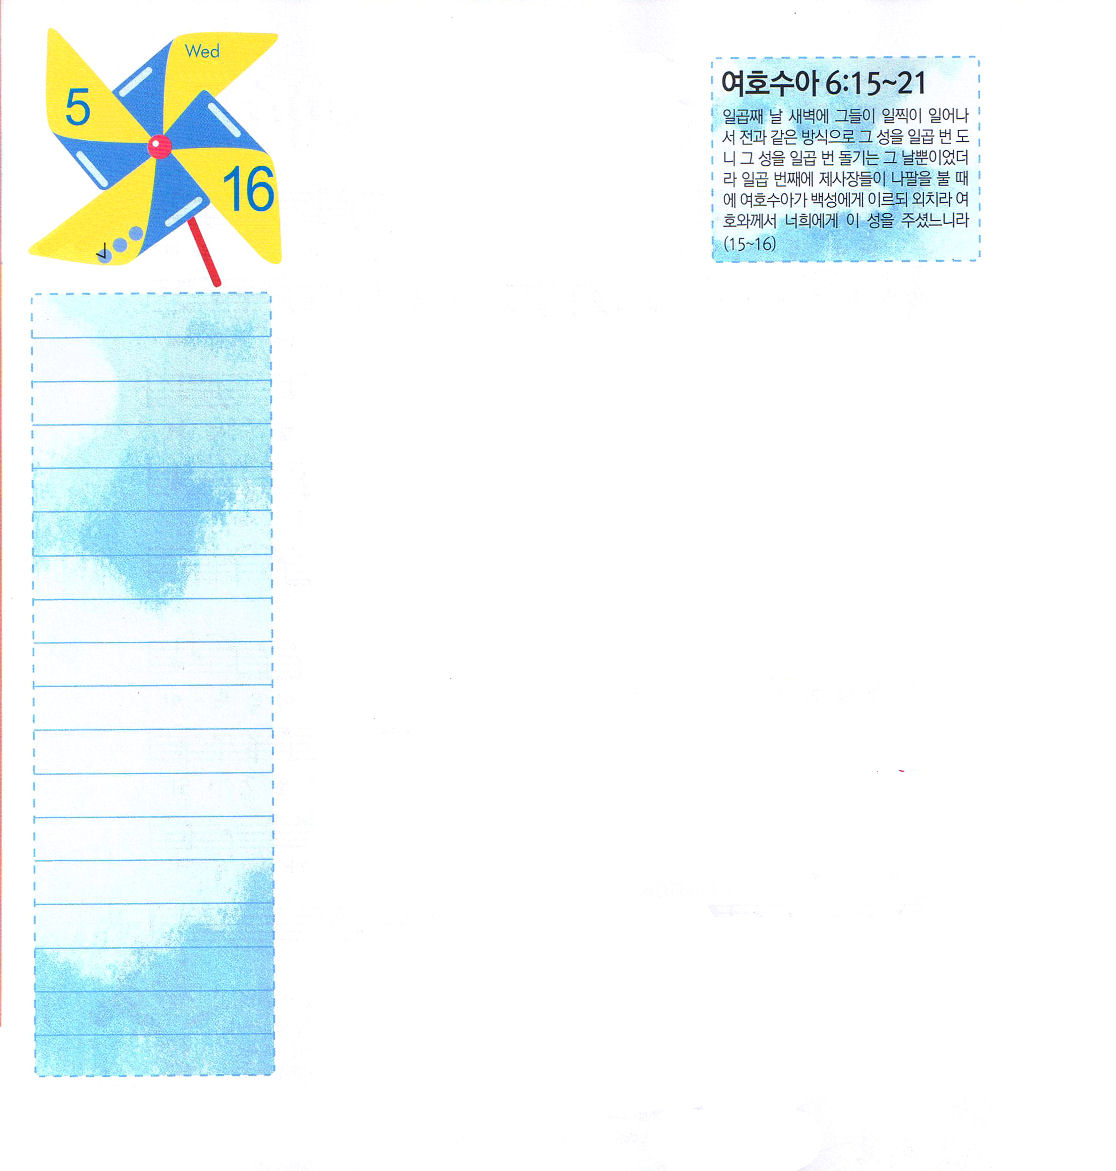 Wed
5
16
여호수아 6:15~21
일곱째 날 새벽에 그들이 일찍이 일어나
서 전과 같은 방식으로 그 성을 일곱 번 도
니 그 성을 일곱 번 돌기는 그 날뿐이었더
라 일곱 번째에 제사장들이 나팔을 불 때
에 여호수아가 백성에게 이르되 외치라 여
호와께서 너희에게 이 성을 주셨느니라
(15~16)